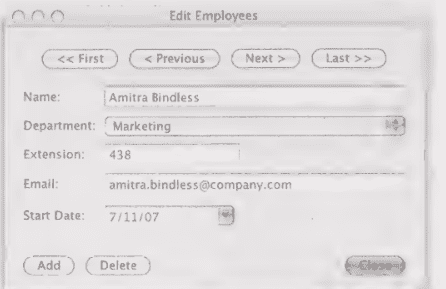 Edit Employees
<< First < Previous Next > Last >>
Name: Amitra Bindless
Department: Marketing
Extension: 438
Email: amitra.bindless@company.com
Start Date: 7/11/07
Add Delete Close